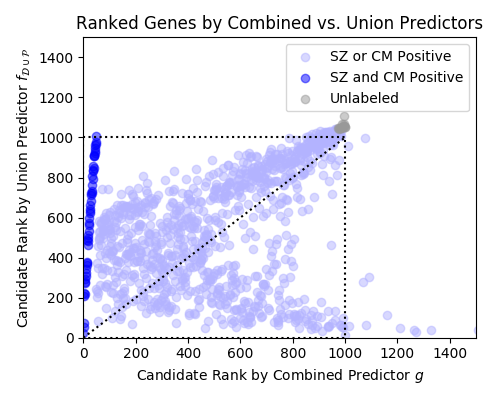 Ranked Genes by Combined vs. Union Predictors
SZ or CM Positive
SZ and CM Positive
Unlabeled
Candidate Rank by Union Predictor f_{D∪P}
1400
1200
1000
800
600
400
200
0
0 200 400 600 800 1000 1200 1400
Candidate Rank by Combined Predictor g